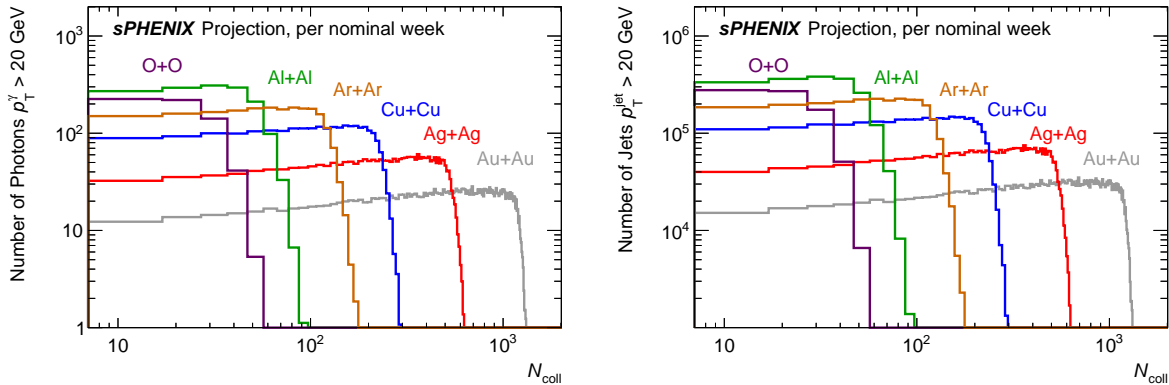 sPHENIX Projection, per nominal week
O+O
Al+Al
Ar+Ar
Cu+Cu
Ag+Ag
Au+Au
Number of Photons p_T^γ > 20 GeV
10³
10²
10
1
10
10²
10³
N_coll
sPHENIX Projection, per nominal week
O+O
Al+Al
Ar+Ar
Cu+Cu
Ag+Ag
Au+Au
Number of Jets p_T^jet > 20 GeV
10⁶
10⁵
10⁴
10
10²
10³
N_coll